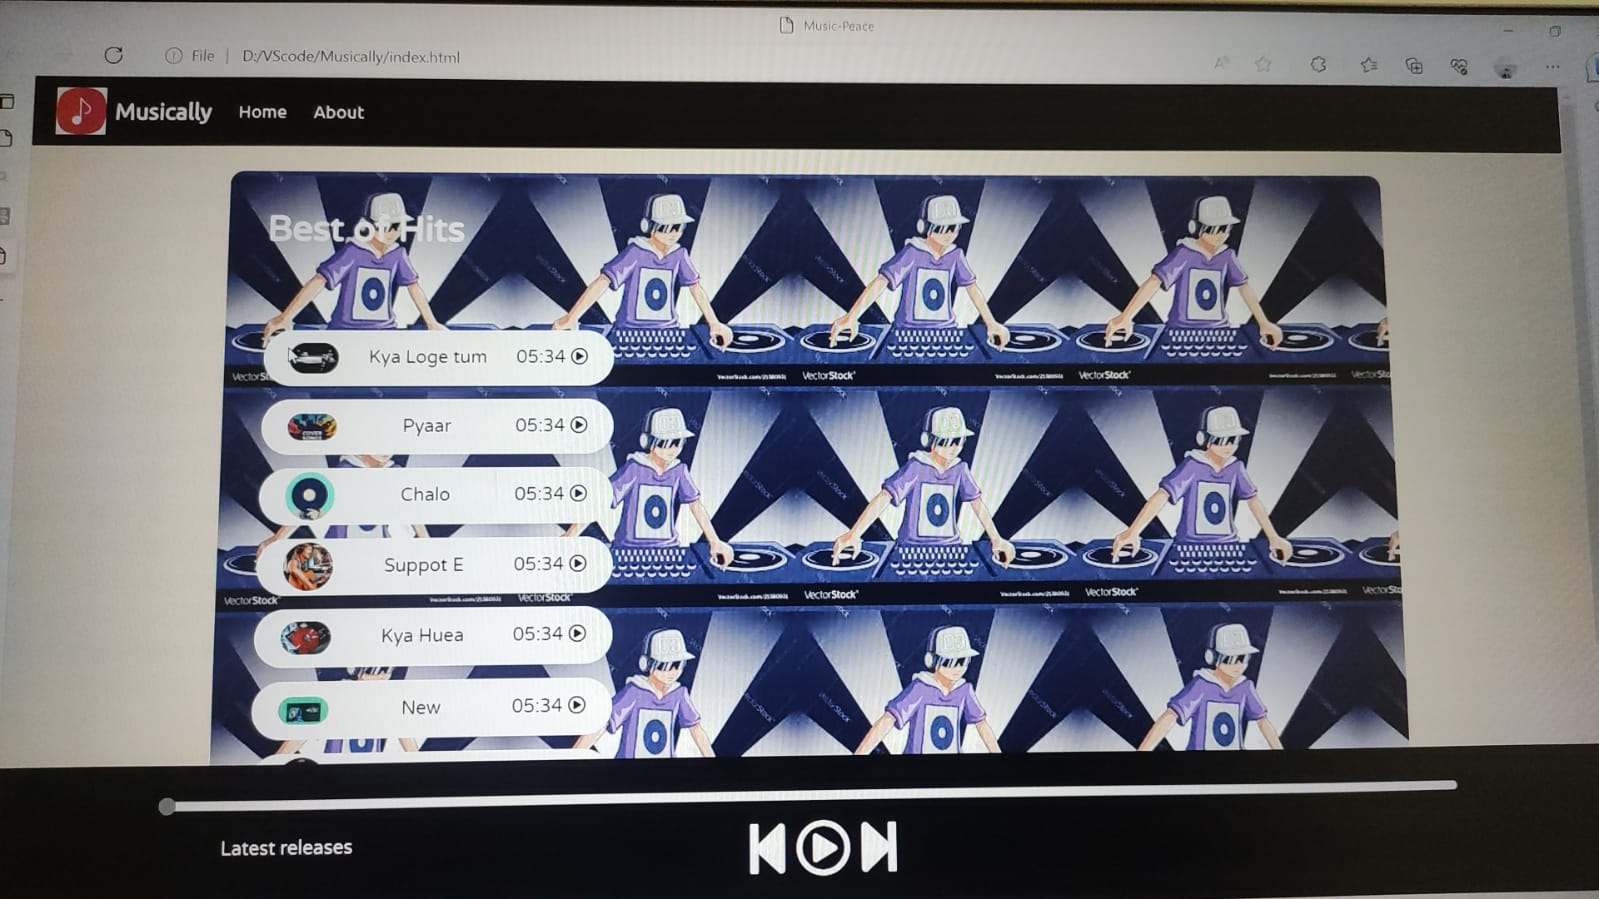 Music-Peace
File | D:/VScode/Musically/index.html
Musically Home About
Best of Hits
Kya Loge tum 05:34
VectorStock®
VectorStock®
Pyaar 05:34
Chalo 05:34
Suppot E 05:34
VectorStock®
VectorStock®
VectorStock®
VectorStock®
Kya Huea 05:34
New 05:34
Latest releases